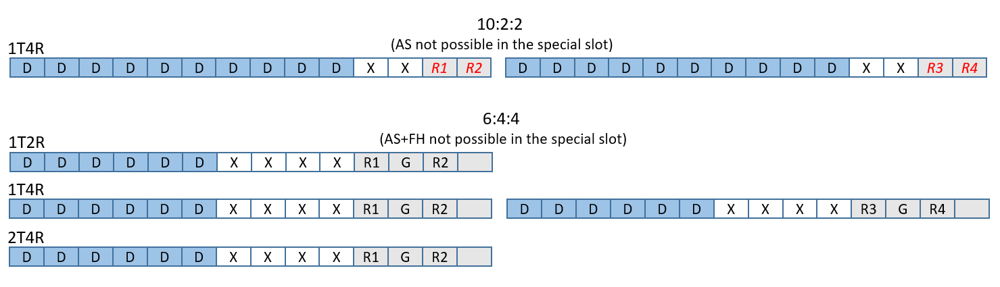 10:2:2
(AS not possible in the special slot)
1T4R
D D D D D D D D D D X X R1 R2 D D D D D D D D D D X X R3 R4
6:4:4
(AS+FH not possible in the special slot)
1T2R
D D D D D D X X X X R1 G R2
1T4R
D D D D D D X X X X R1 G R2 D D D D D D X X X X R3 G R4
2T4R
D D D D D D X X X X R1 G R2